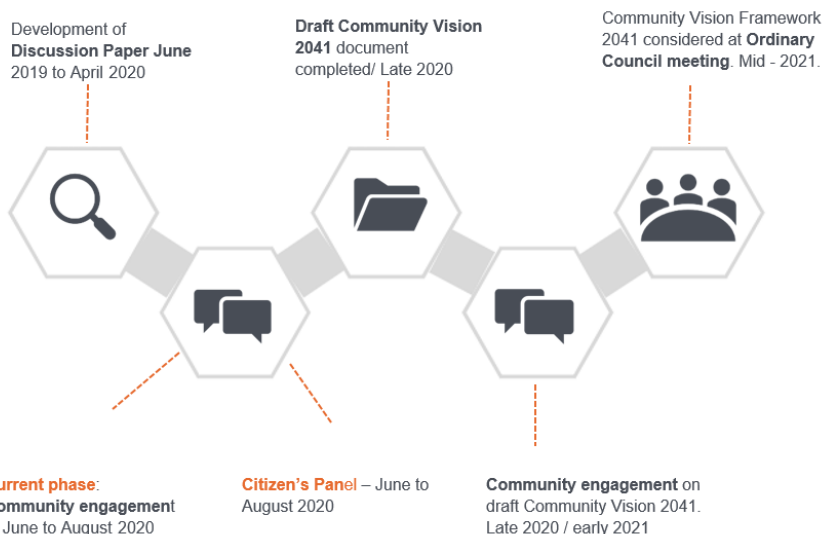 Development of
Discussion Paper June
2019 to April 2020
Draft Community Vision
2041 document
completed/ Late 2020
Community Vision Framework
2041 considered at Ordinary
Council meeting. Mid - 2021.
urrent phase:
ommunity engagement
June to August 2020
Citizen's Panel – June to
August 2020
Community engagement on
draft Community Vision 2041.
Late 2020 / early 2021